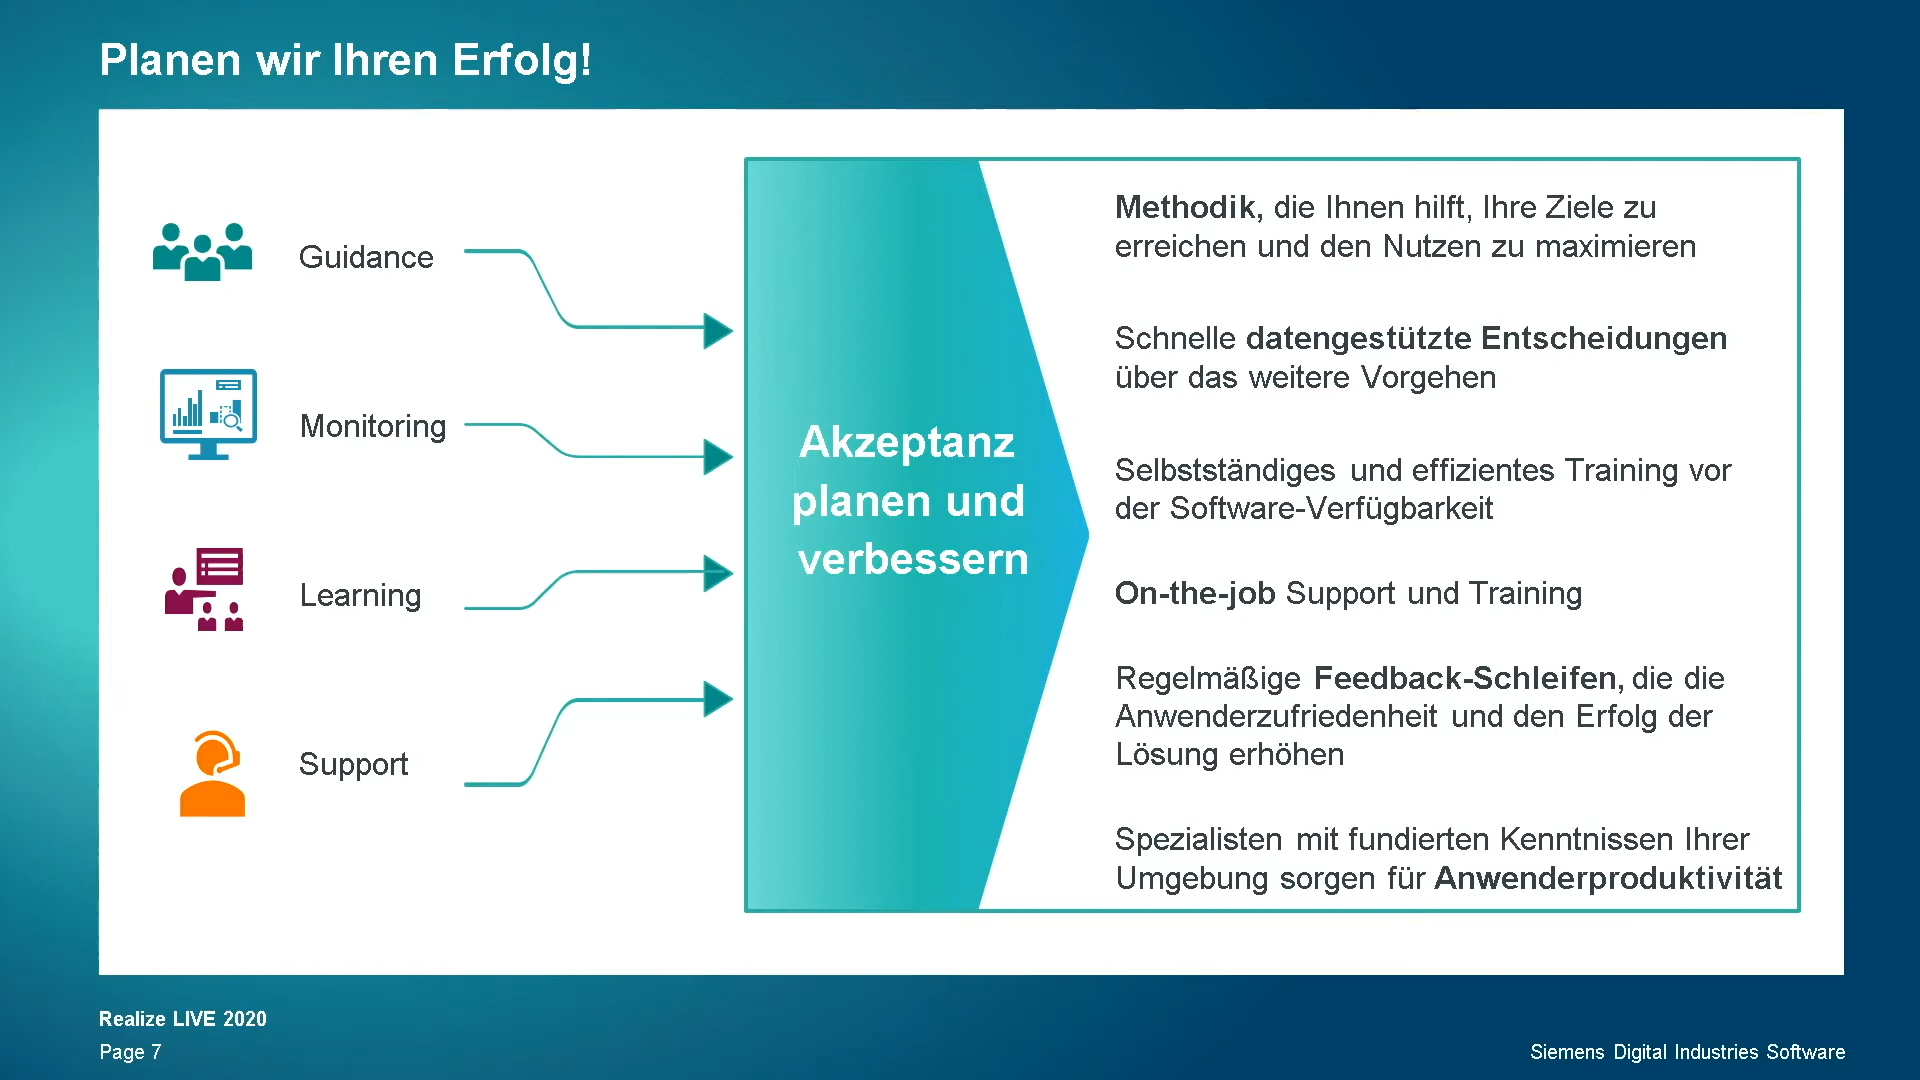 Planen wir Ihren Erfolg!
Guidance
Monitoring
Learning
Support
Akzeptanz
planen und
verbessern
Methodik, die Ihnen hilft, Ihre Ziele zu
erreichen und den Nutzen zu maximieren
Schnelle datengestützte Entscheidungen
über das weitere Vorgehen
Selbstständiges und effizientes Training vor
der Software-Verfügbarkeit
On-the-job Support und Training
Regelmäßige Feedback-Schleifen, die die
Anwenderzufriedenheit und den Erfolg der
Lösung erhöhen
Spezialisten mit fundierten Kenntnissen Ihrer
Umgebung sorgen für Anwenderproduktivität
Realize LIVE 2020
Page 7
Siemens Digital Industries Software